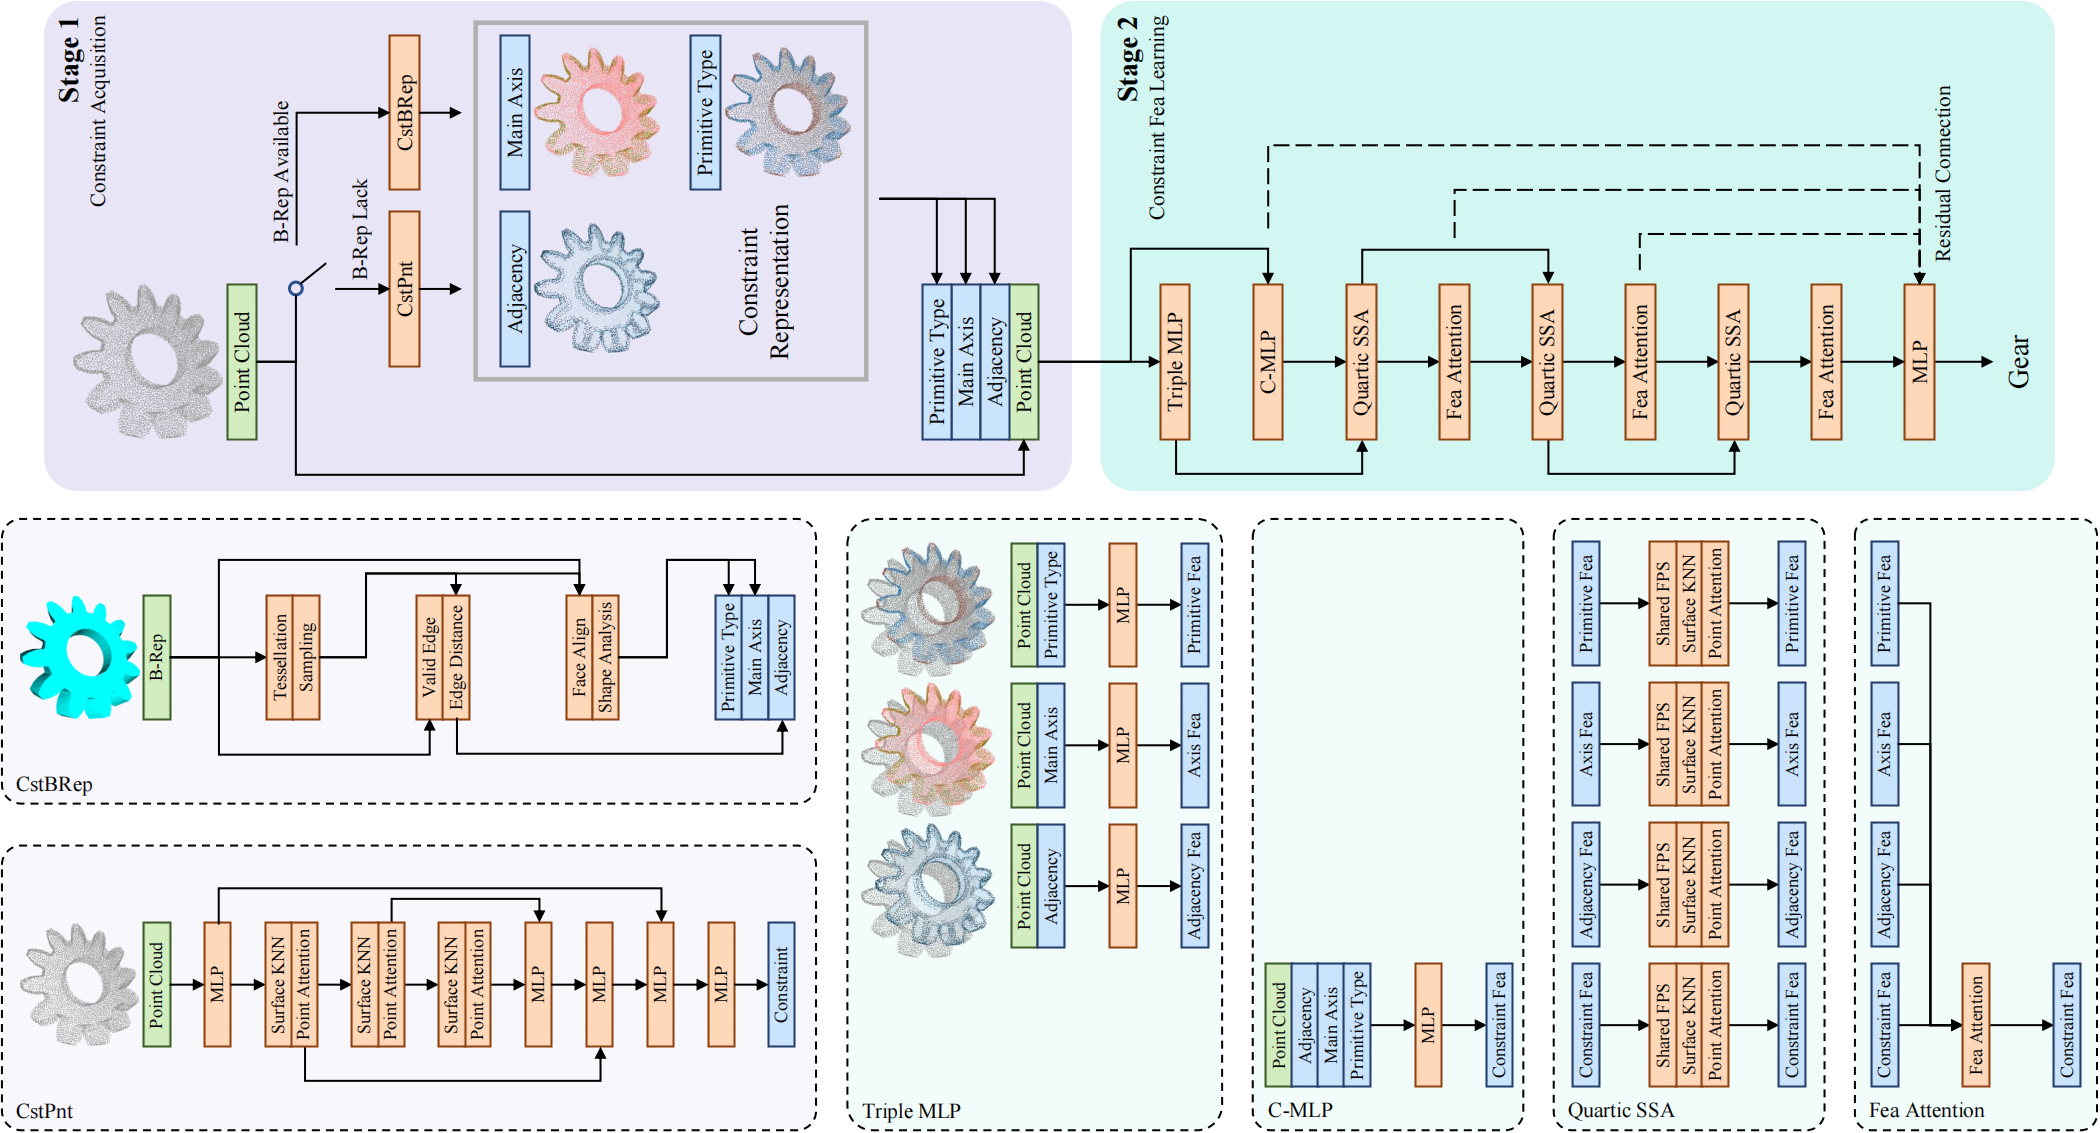 Stage 1
Constraint Acquisition
Point Cloud
B-Rep Available
B-Rep Lack
CstBRep
CstPnt
Main Axis
Primitive Type
Adjacency
Constraint
Representation
Primitive Type
Main Axis
Adjacency
Point Cloud
Stage 2
Constraint Fea Learning
Triple MLP
C-MLP
Quartic SSA
Fea Attention
Quartic SSA
Fea Attention
Quartic SSA
Fea Attention
MLP
Residual Connection
Gear
B-Rep
Tessellation
Sampling
Valid Edge
Edge Distance
Face Align
Shape Analysis
Primitive Type
Main Axis
Adjacency
CstBRep
Point Cloud
MLP
Surface KNN
Point Attention
Surface KNN
Point Attention
Surface KNN
Point Attention
MLP
MLP
MLP
MLP
Constraint
CstPnt
Point Cloud
Primitive Type
MLP
Primitive Fea
Point Cloud
Main Axis
MLP
Axis Fea
Point Cloud
Adjacency
MLP
Adjacency Fea
Triple MLP
Point Cloud
Adjacency
Main Axis
Primitive Type
MLP
Constraint Fea
C-MLP
Primitive Fea
Shared FPS
Surface KNN
Point Attention
Primitive Fea
Axis Fea
Shared FPS
Surface KNN
Point Attention
Axis Fea
Adjacency Fea
Shared FPS
Surface KNN
Point Attention
Adjacency Fea
Constraint Fea
Shared FPS
Surface KNN
Point Attention
Constraint Fea
Quartic SSA
Primitive Fea
Axis Fea
Adjacency Fea
Constraint Fea
Fea Attention
Constraint Fea
Fea Attention